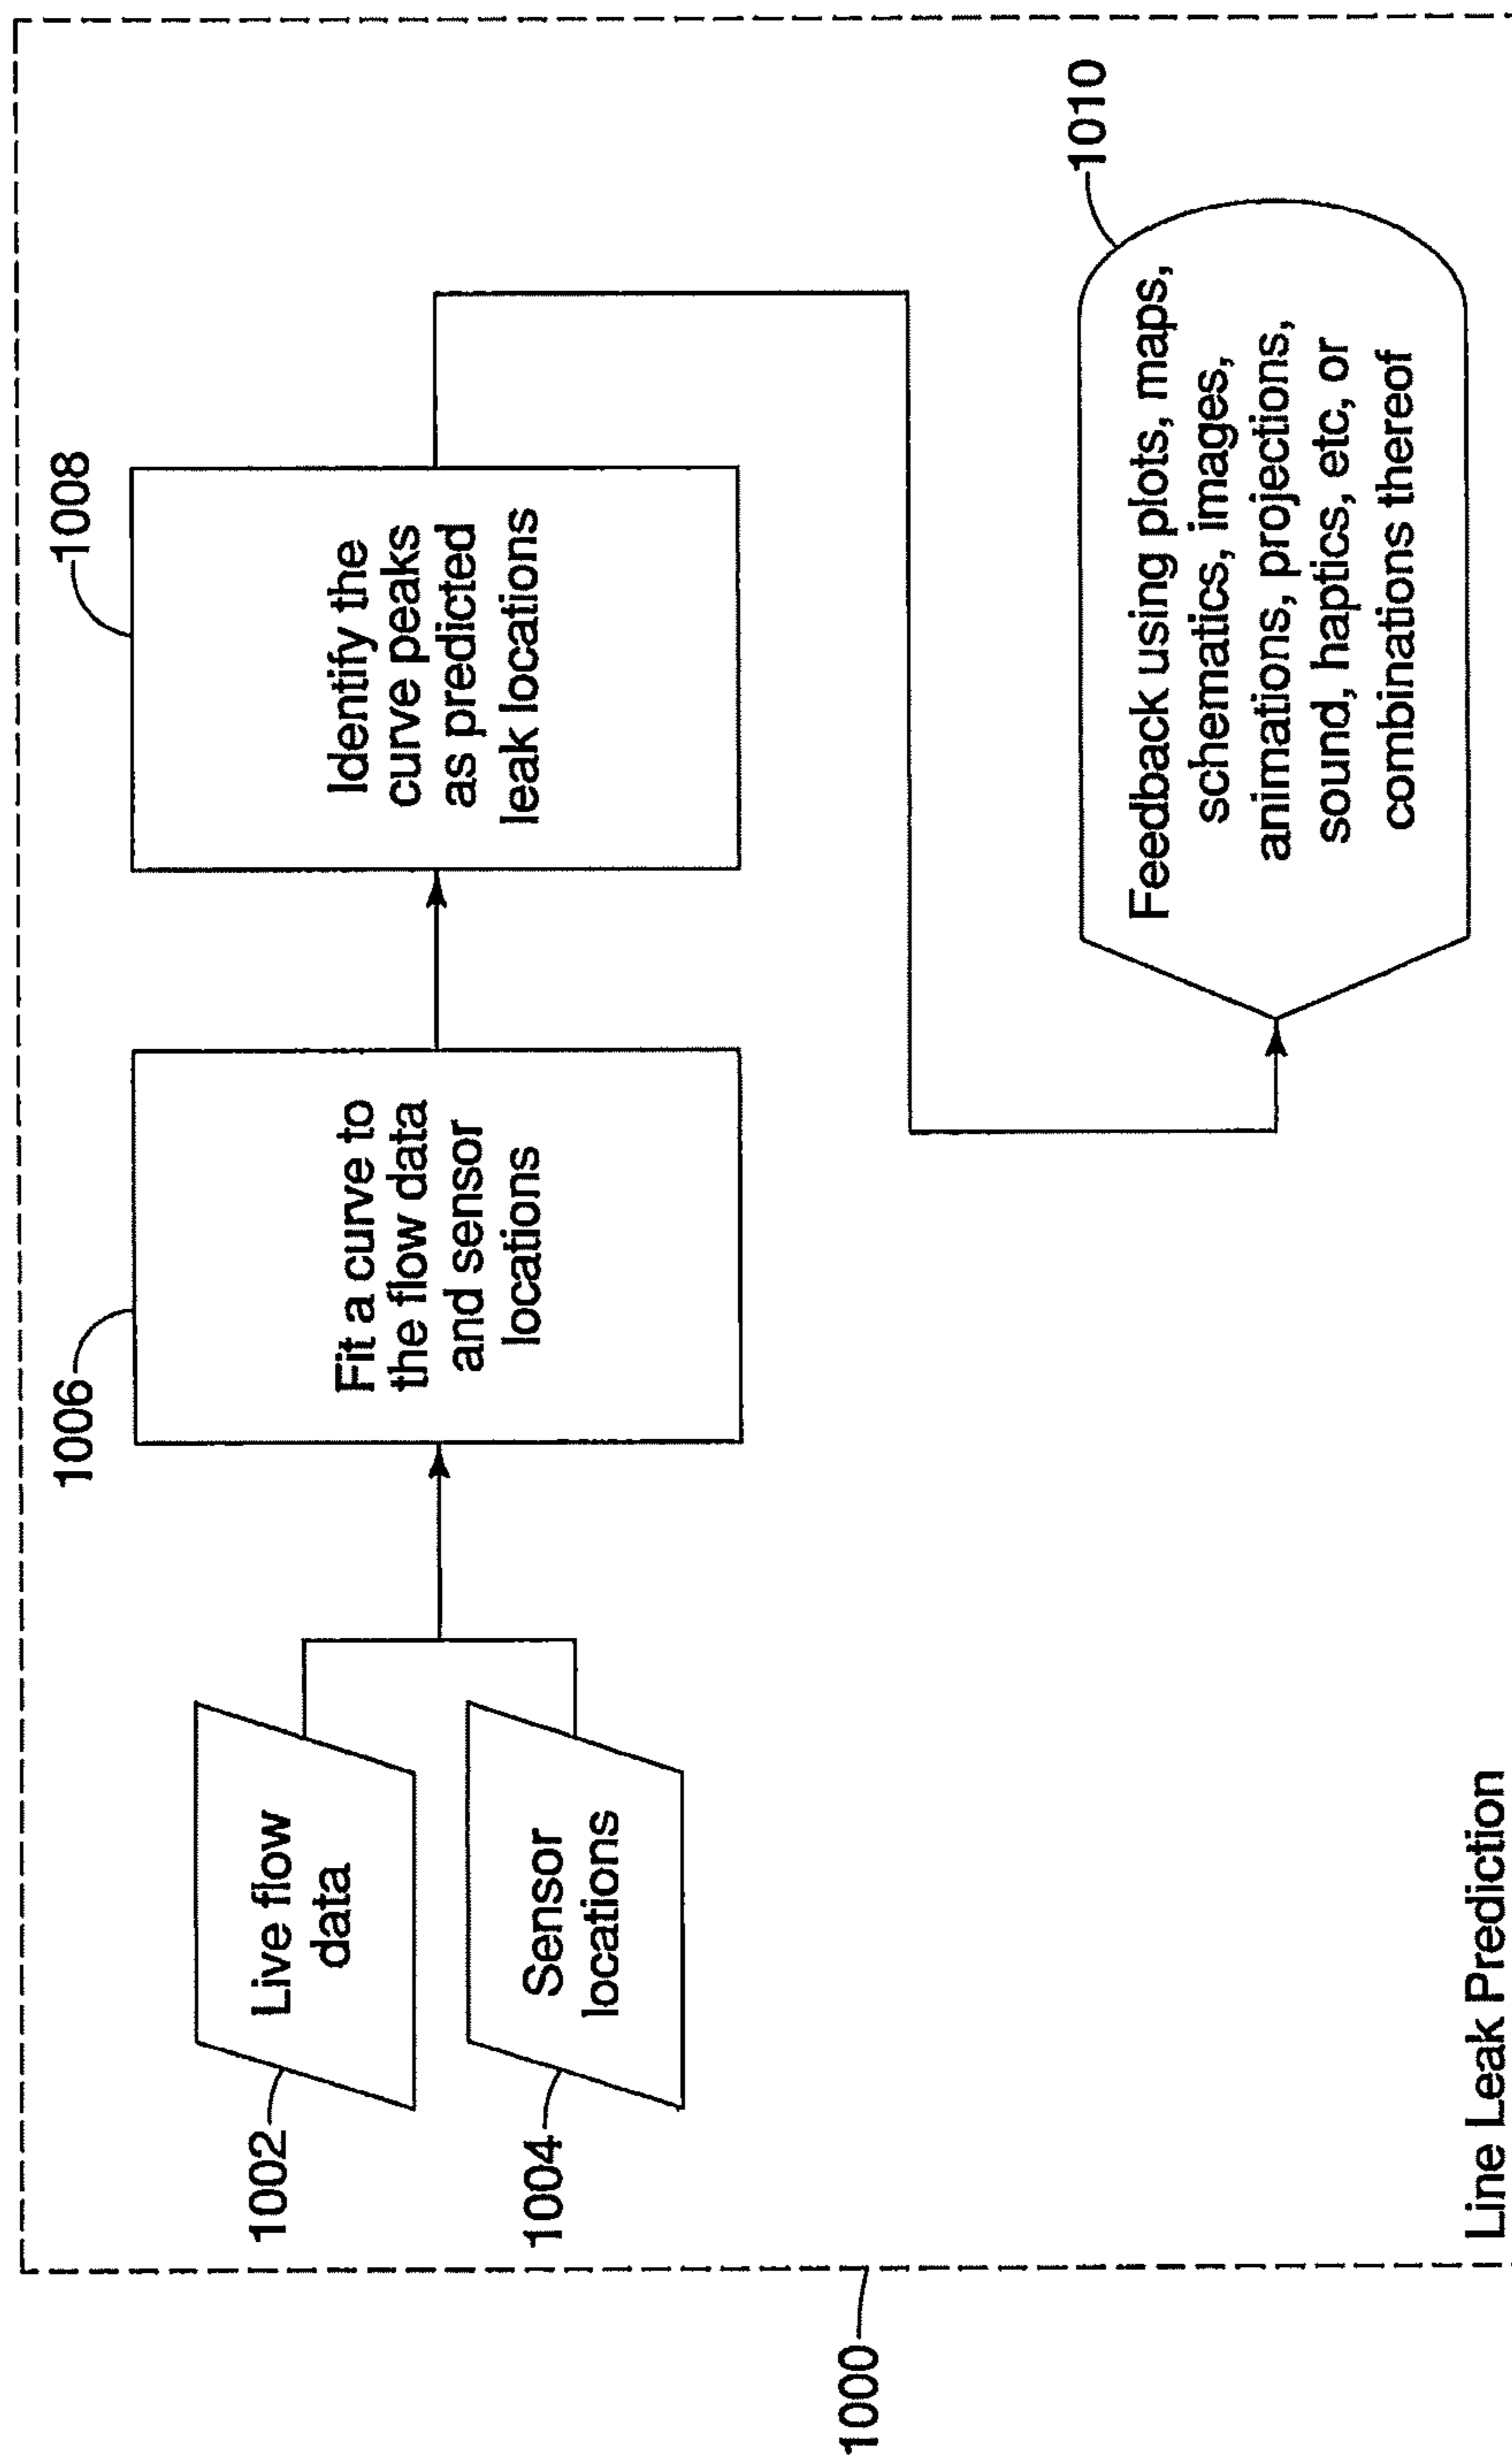 1000
1002
Live flow
data
1004
Sensor
locations
1006
Fit a curve to
the flow data
and sensor
locations
1008
Identify the
curve peaks
as predicted
leak locations
1010
Feedback using plots, maps,
schematics, images,
animations, projections,
sound, haptics, etc, or
combinations thereof
Line Leak Prediction